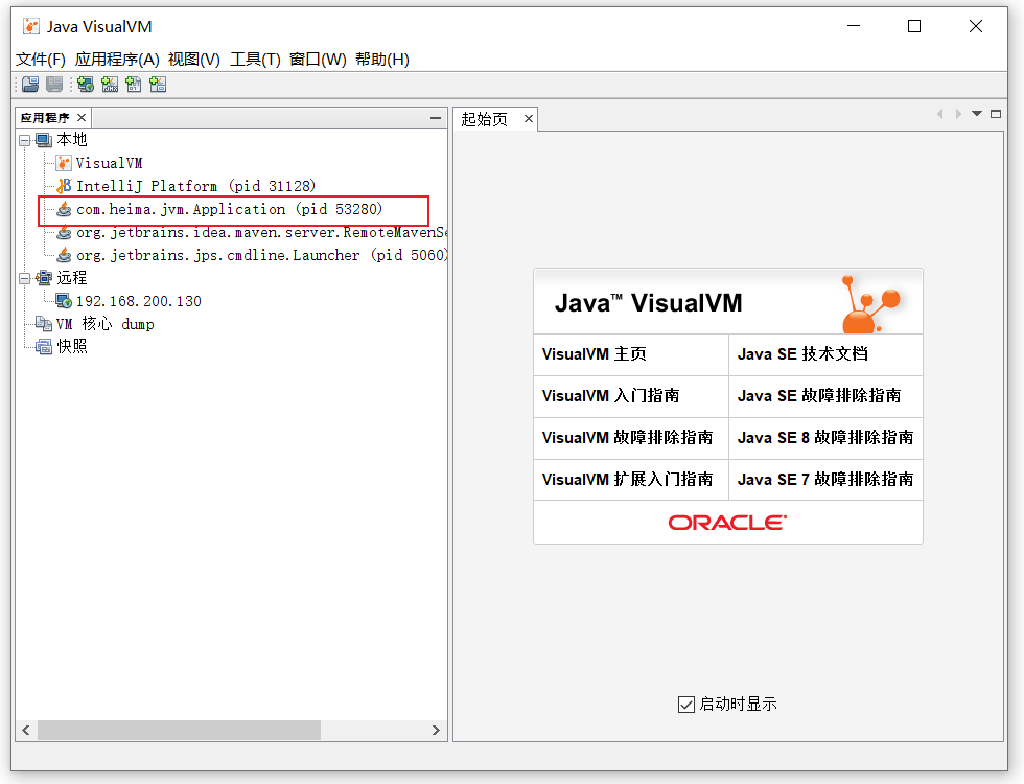 Java VisualVM
文件(F) 应用程序(A) 视图(V) 工具(T) 窗口(W) 帮助(H)
应用程序
本地
VisualVM
IntelliJ Platform (pid 31128)
com.heima.jvm.Application (pid 53280)
org.jetbrains.idea.maven.server.RemoteMavenSe
org.jetbrains.jps.cmdline.Launcher (pid 5060)
远程
192.168.200.130
VM 核心 dump
快照
起始页
Java™ VisualVM
VisualVM 主页 Java SE 技术文档
VisualVM 入门指南 Java SE 故障排除指南
VisualVM 故障排除指南 Java SE 8 故障排除指南
VisualVM 扩展入门指南 Java SE 7 故障排除指南
ORACLE
启动时显示